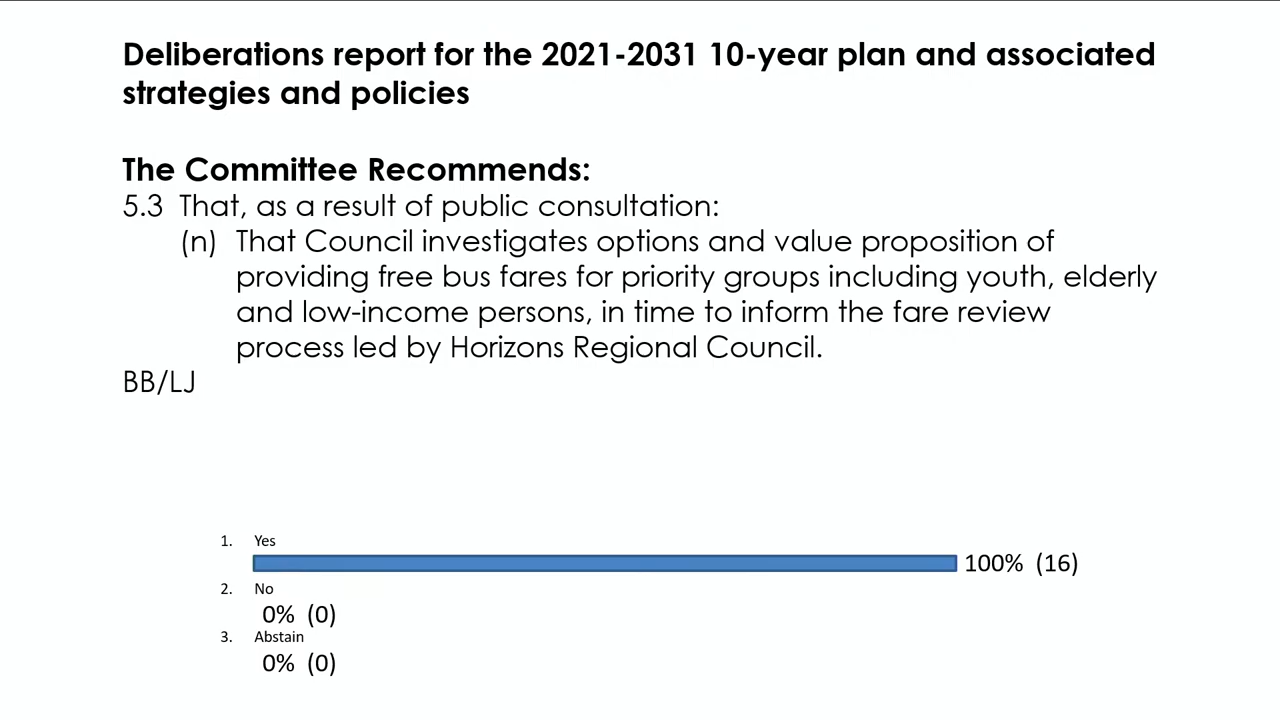 Deliberations report for the 2021-2031 10-year plan and associated
strategies and policies
The Committee Recommends:
5.3 That, as a result of public consultation:
(n) That Council investigates options and value proposition of
providing free bus fares for priority groups including youth, elderly
and low-income persons, in time to inform the fare review
process led by Horizons Regional Council.
BB/LJ
1. Yes
100% (16)
2. No
0% (0)
3. Abstain
0% (0)